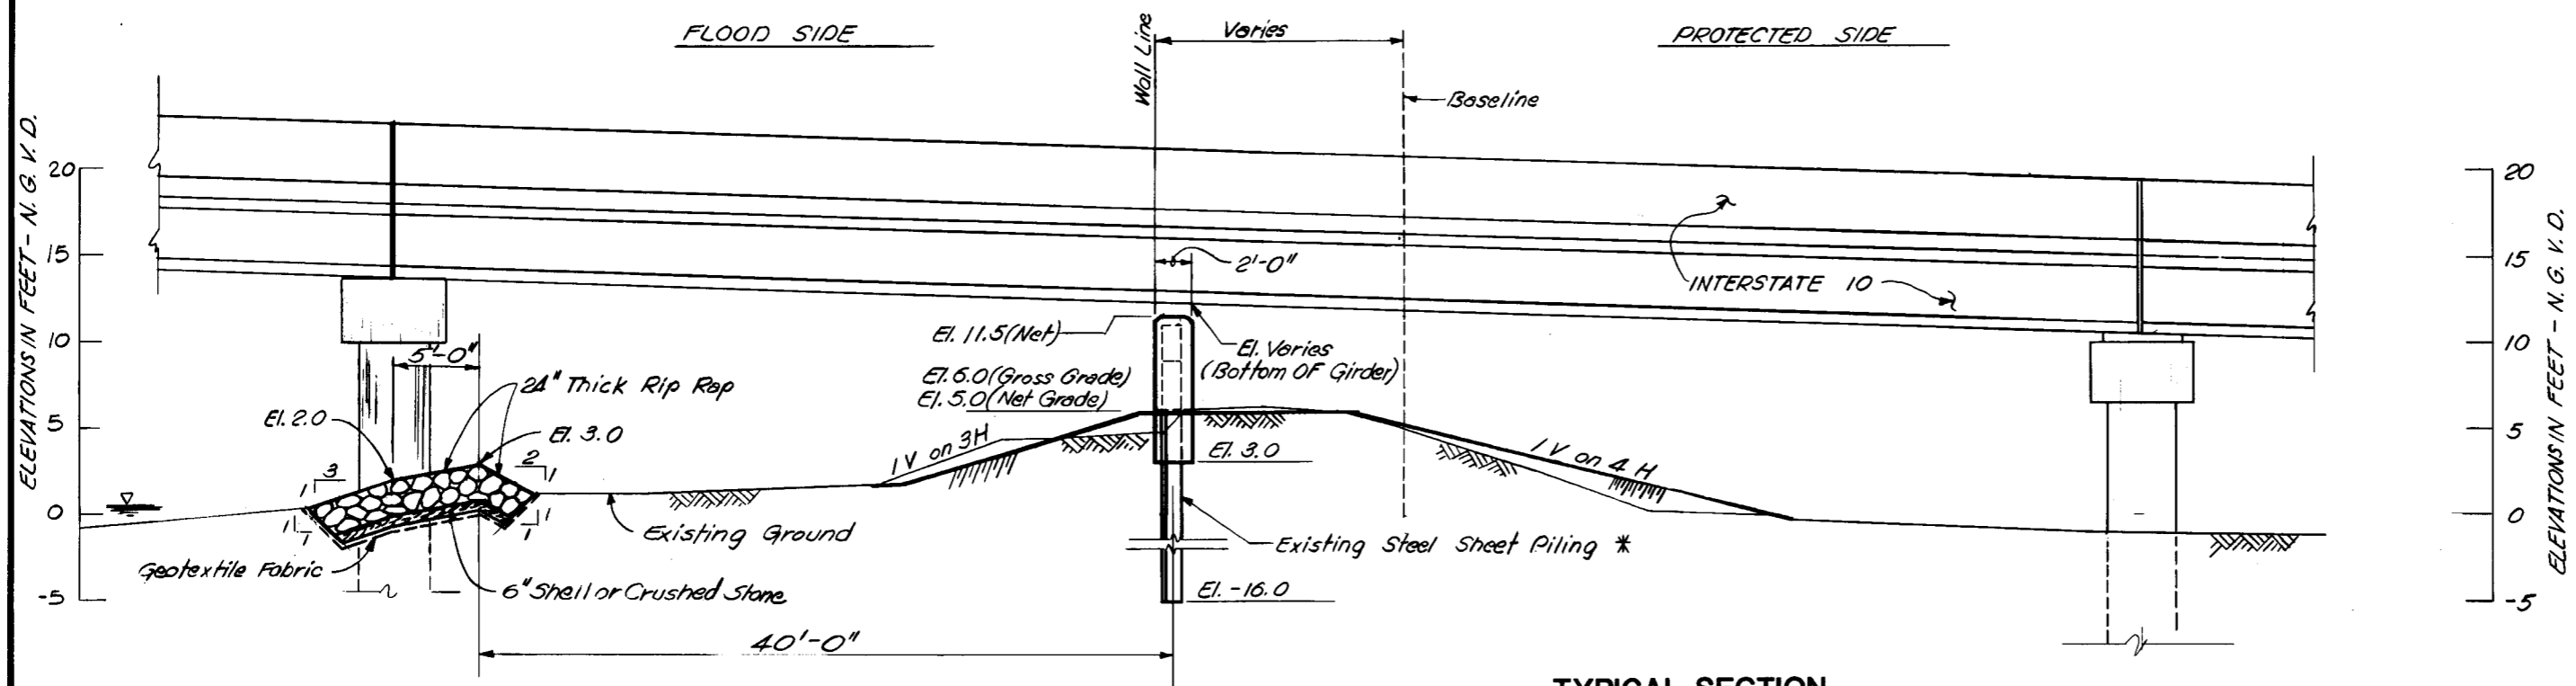 FLOOD SIDE
Wall Line
Varies
PROTECTED SIDE
Baseline
ELEVATIONS IN FEET - N. G. V. D.
20
15
10
5
0
-5
20
15
10
5
0
-5
ELEVATIONS IN FEET - N. G. V. D.
2'-0"
INTERSTATE 10
El. 11.5 (Net)
El. Varies
(Bottom OF Girder)
El. 6.0 (Gross Grade)
El. 5.0 (Net Grade)
5'-0"
24" Thick Rip Rap
El. 2.0
El. 3.0
3
1
2
1
1
1
1
1
1 V on 3H
El. 3.0
1 V on 4 H
Existing Ground
Existing Steel Sheet Piling *
Geotextile Fabric
6" Shell or Crushed Stone
El. -16.0
40'-0"
TYPICAL SECTION